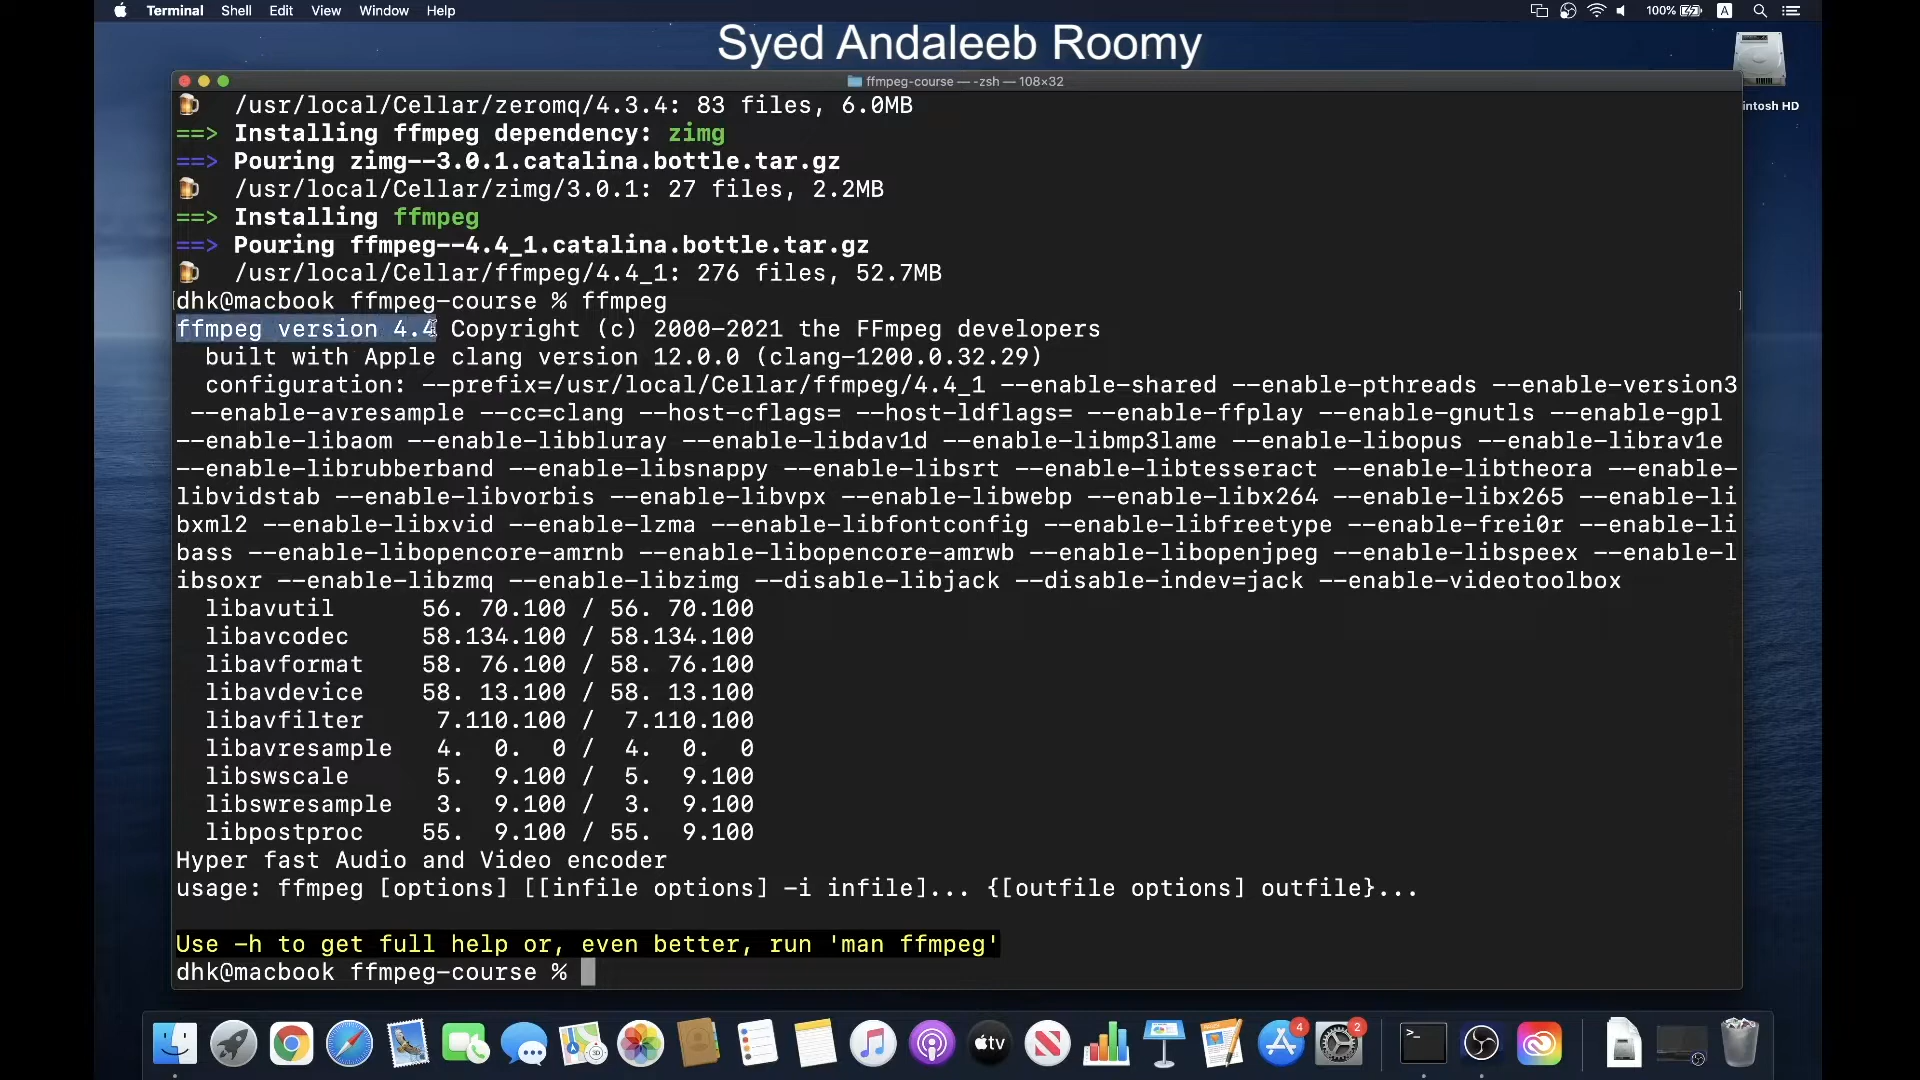 Terminal Shell Edit View Window Help 100% A
Syed Andaleeb Roomy
ffmpeg-course — -zsh — 108×32
intosh HD
/usr/local/Cellar/zeromq/4.3.4: 83 files, 6.0MB
==> Installing ffmpeg dependency: zimg
==> Pouring zimg--3.0.1.catalina.bottle.tar.gz
/usr/local/Cellar/zimg/3.0.1: 27 files, 2.2MB
==> Installing ffmpeg
==> Pouring ffmpeg--4.4_1.catalina.bottle.tar.gz
/usr/local/Cellar/ffmpeg/4.4_1: 276 files, 52.7MB
dhk@macbook ffmpeg-course % ffmpeg
ffmpeg version 4.4 Copyright (c) 2000-2021 the FFmpeg developers
built with Apple clang version 12.0.0 (clang-1200.0.32.29)
configuration: --prefix=/usr/local/Cellar/ffmpeg/4.4_1 --enable-shared --enable-pthreads --enable-version3
--enable-avresample --cc=clang --host-cflags= --host-ldflags= --enable-ffplay --enable-gnutls --enable-gpl
--enable-libaom --enable-libbluray --enable-libdav1d --enable-libmp3lame --enable-libopus --enable-librav1e
--enable-librubberband --enable-libsnappy --enable-libsrt --enable-libtesseract --enable-libtheora --enable-
libvidstab --enable-libvorbis --enable-libvpx --enable-libwebp --enable-libx264 --enable-libx265 --enable-li
bxml2 --enable-libxvid --enable-lzma --enable-libfontconfig --enable-libfreetype --enable-frei0r --enable-li
bass --enable-libopencore-amrnb --enable-libopencore-amrwb --enable-libopenjpeg --enable-libspeex --enable-l
ibsoxr --enable-libzmq --enable-libzimg --disable-libjack --disable-indev=jack --enable-videotoolbox
libavutil 56. 70.100 / 56. 70.100
libavcodec 58.134.100 / 58.134.100
libavformat 58. 76.100 / 58. 76.100
libavdevice 58. 13.100 / 58. 13.100
libavfilter 7.110.100 / 7.110.100
libavresample 4. 0. 0 / 4. 0. 0
libswscale 5. 9.100 / 5. 9.100
libswresample 3. 9.100 / 3. 9.100
libpostproc 55. 9.100 / 55. 9.100
Hyper fast Audio and Video encoder
usage: ffmpeg [options] [[infile options] -i infile]... {[outfile options] outfile}...
Use -h to get full help or, even better, run 'man ffmpeg'
dhk@macbook ffmpeg-course %
3D tv 4 2 >_